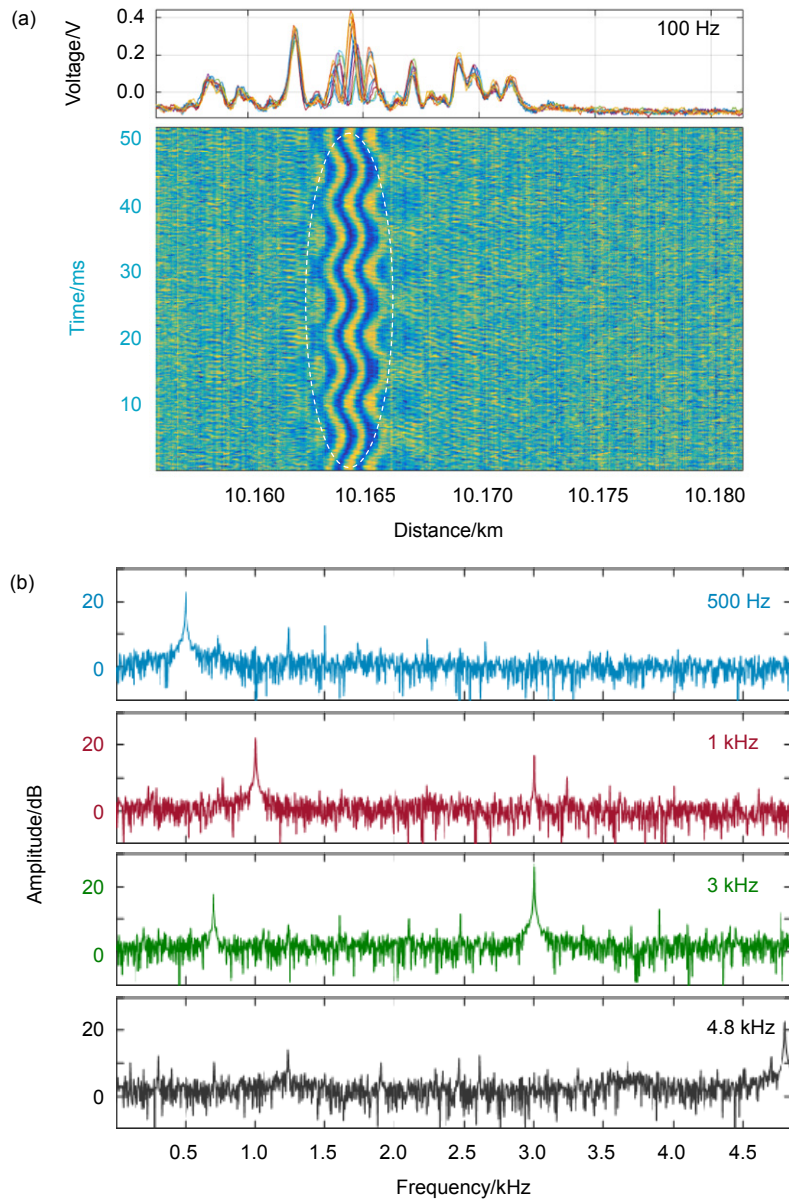 (a)
0.4
0.2
0.0
Voltage/V
100 Hz
50
40
30
20
10
Time/ms
10.160 10.165 10.170 10.175 10.180
Distance/km
(b)
20
0
500 Hz
20
0
1 kHz
20
0
3 kHz
20
0
4.8 kHz
Amplitude/dB
0.5 1.0 1.5 2.0 2.5 3.0 3.5 4.0 4.5
Frequency/kHz